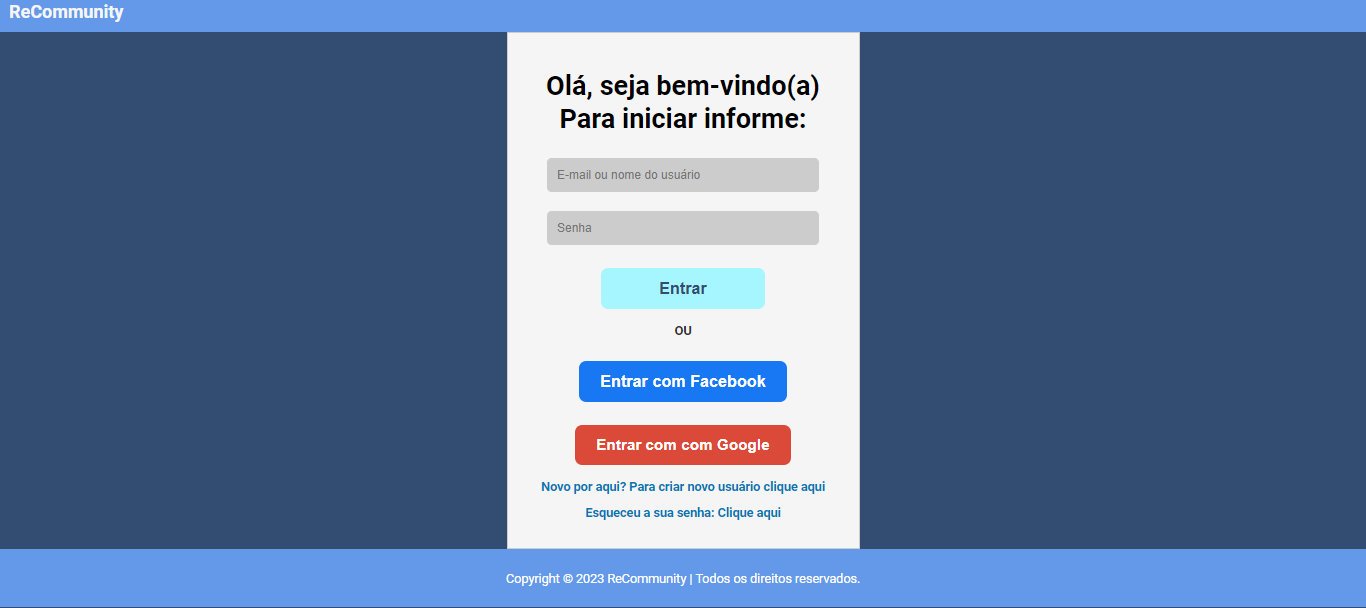 ReCommunity
Olá, seja bem-vindo(a)
Para iniciar informe:
E-mail ou nome do usuário
Senha
Entrar
OU
Entrar com Facebook
Entrar com com Google
Novo por aqui? Para criar novo usuário clique aqui
Esqueceu a sua senha: Clique aqui
Copyright © 2023 ReCommunity | Todos os direitos reservados.